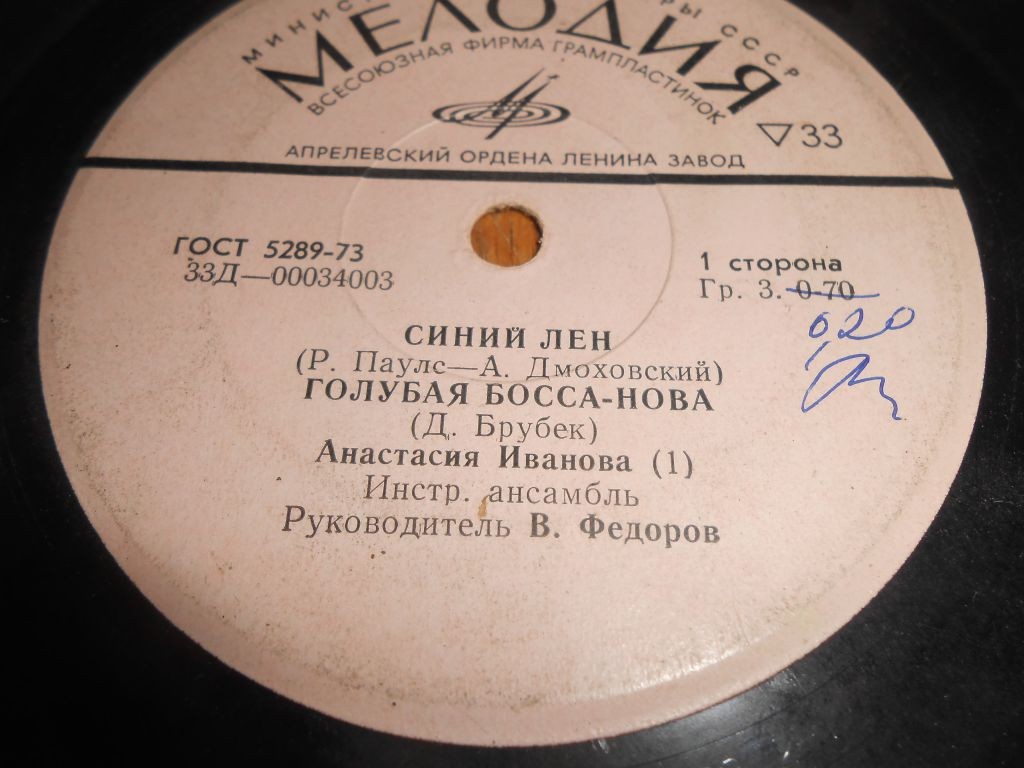 МЕЛОДИЯ
СССР
ВСЕСОЮЗНАЯ ФИРМА ГРАМПЛАСТИНОК
▽33
АПРЕЛЕВСКИЙ ОРДЕНА ЛЕНИНА ЗАВОД
ГОСТ 5289-73
33Д—00034003
1 сторона
Гр. 3. 0-70
0,20
СИНИЙ ЛЕН
(Р. Паулс—А. Дмоховский)
ГОЛУБАЯ БОССА-НОВА
(Д. Брубек)
Анастасия Иванова (1)
Инстр. ансамбль
Руководитель В. Федоров